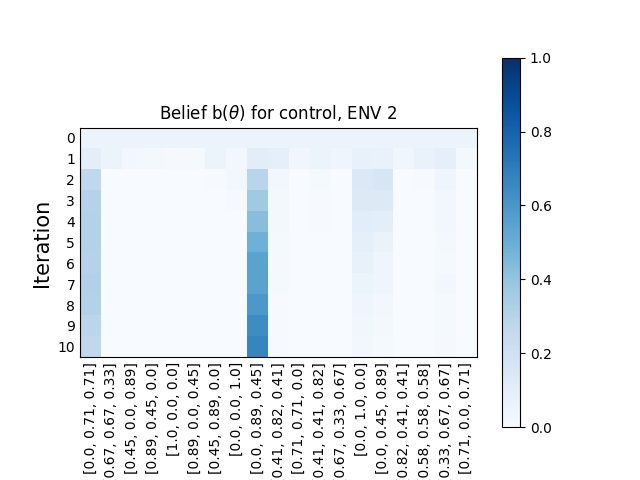 Belief b(θ) for control, ENV 2
Iteration
0
1
2
3
4
5
6
7
8
9
10
[0.0, 0.71, 0.71]
0.67, 0.67, 0.33]
[0.45, 0.0, 0.89]
[0.89, 0.45, 0.0]
[1.0, 0.0, 0.0]
[0.89, 0.0, 0.45]
[0.45, 0.89, 0.0]
[0.0, 0.0, 1.0]
[0.0, 0.89, 0.45]
0.41, 0.82, 0.41]
[0.71, 0.71, 0.0]
0.41, 0.41, 0.82]
0.67, 0.33, 0.67]
[0.0, 1.0, 0.0]
[0.0, 0.45, 0.89]
0.82, 0.41, 0.41]
0.58, 0.58, 0.58]
0.33, 0.67, 0.67]
[0.71, 0.0, 0.71]
1.0
0.8
0.6
0.4
0.2
0.0